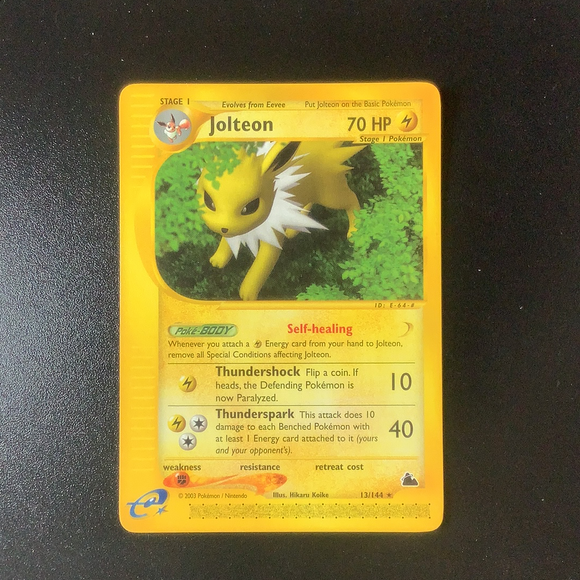 STAGE 1 Evolves from Eevee Put Jolteon on the Basic Pokémon
Jolteon 70 HP
Stage 1 Pokémon
ID: E-64-#
Poké-BODY Self-healing
Whenever you attach a Energy card from your hand to Jolteon,
remove all Special Conditions affecting Jolteon.
Thundershock Flip a coin. If
heads, the Defending Pokémon is
now Paralyzed.
10
Thunderspark This attack does 10
damage to each Benched Pokémon with
at least 1 Energy card attached to it (yours
and your opponent's).
40
weakness resistance retreat cost
© 2003 Pokémon / Nintendo Illus. Hikaru Koike 13/144 ★
e